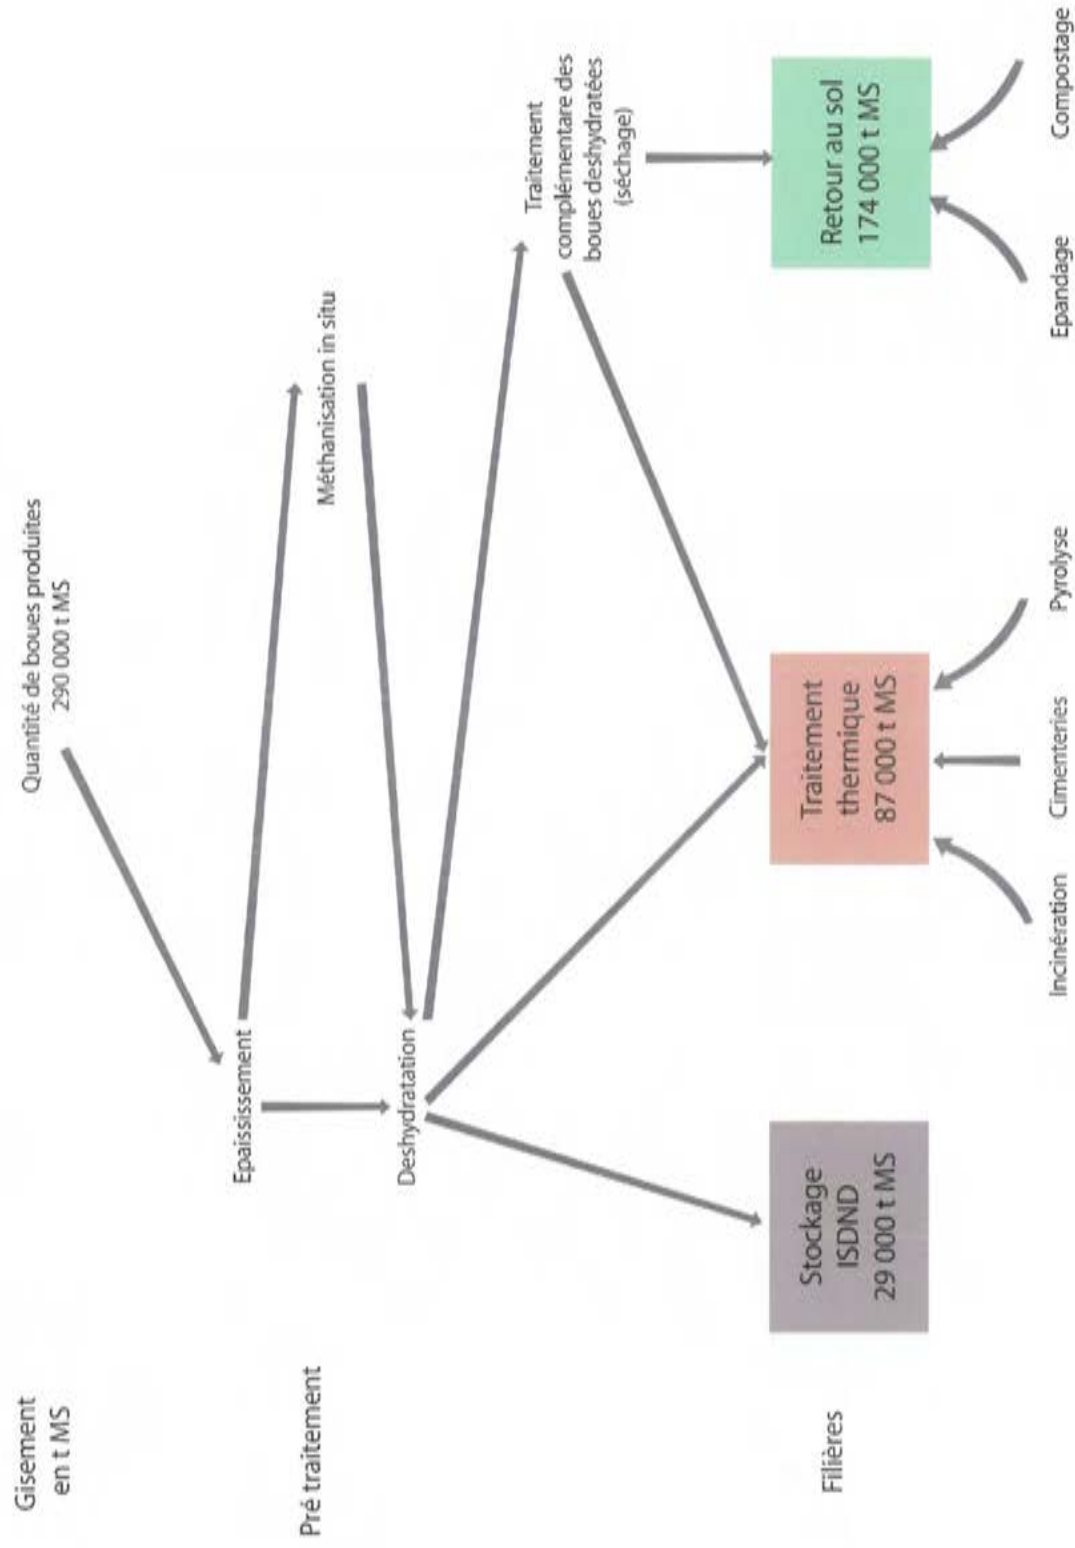 Gisement
en t MS
Quantité de boues produites
290 000 t MS
Pré traitement
Epaississement
Méthanisation in situ
Deshydratation
Traitement
complémentare des
boues deshydratées
(séchage)
Filières
Stockage
ISDND
29 000 t MS
Traitement
thermique
87 000 t MS
Retour au sol
174 000 t MS
Incinération
Cimenteries
Pyrolyse
Epandage
Compostage